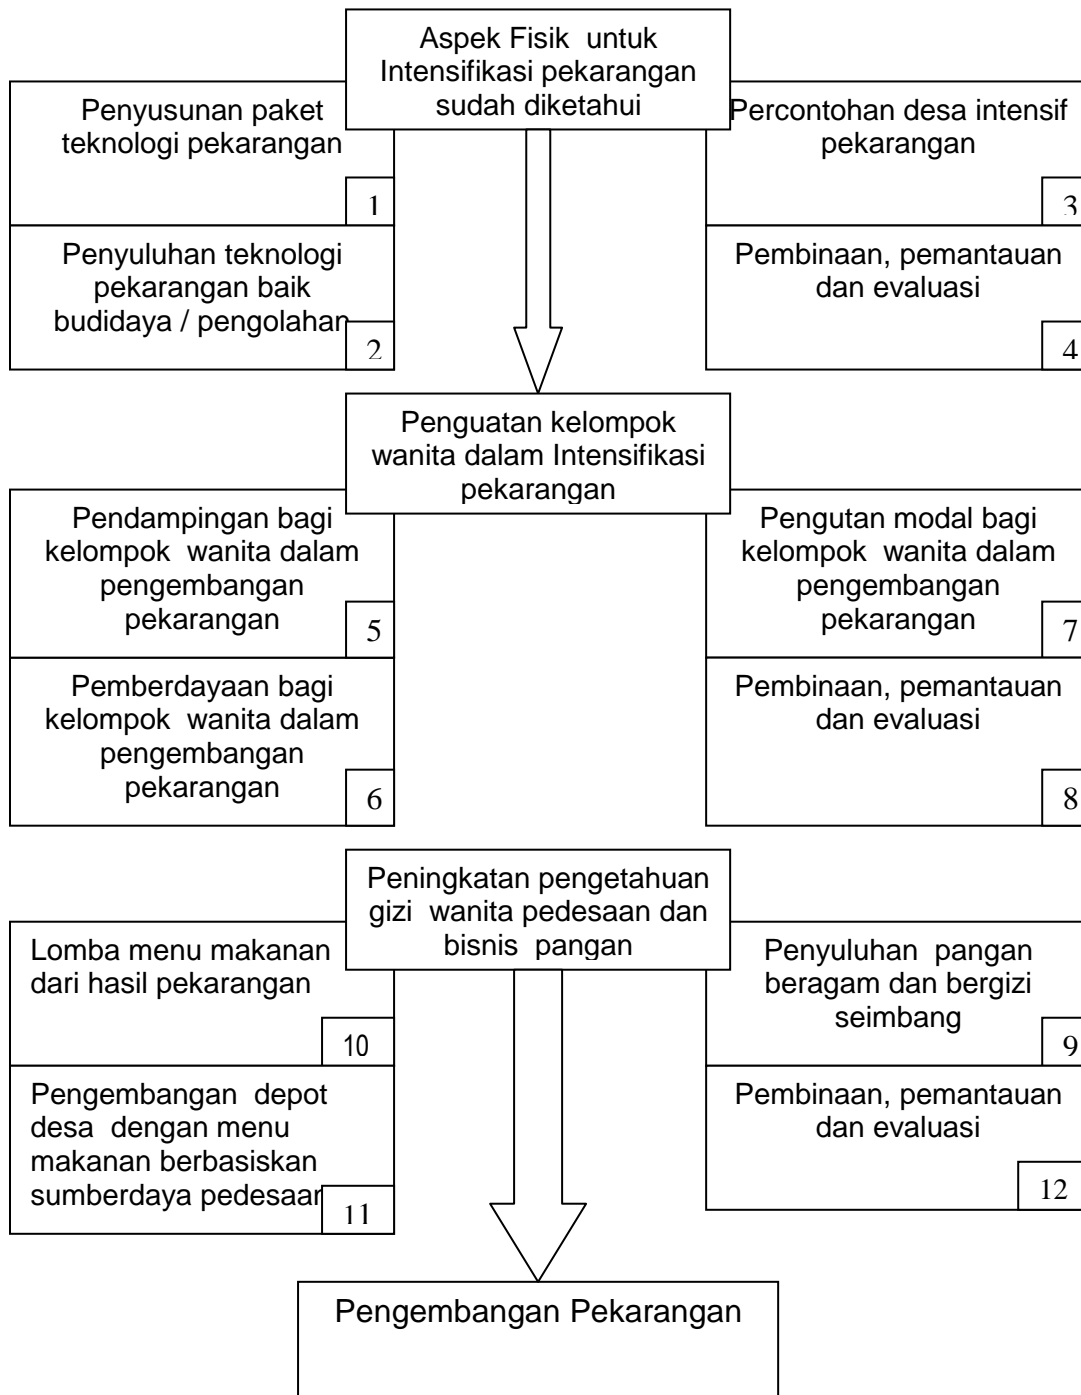 Aspek Fisik untuk
Intensifikasi pekarangan
sudah diketahui
Penyusunan paket
teknologi pekarangan
1
Penyuluhan teknologi
pekarangan baik
budidaya / pengolahan
2
Percontohan desa intensif
pekarangan
3
Pembinaan, pemantauan
dan evaluasi
4
Penguatan kelompok
wanita dalam Intensifikasi
pekarangan
Pendampingan bagi
kelompok wanita dalam
pengembangan
pekarangan
5
Pemberdayaan bagi
kelompok wanita dalam
pengembangan
pekarangan
6
Pengutan modal bagi
kelompok wanita dalam
pengembangan
pekarangan
7
Pembinaan, pemantauan
dan evaluasi
8
Peningkatan pengetahuan
gizi wanita pedesaan dan
bisnis pangan
Lomba menu makanan
dari hasil pekarangan
10
Pengembangan depot
desa dengan menu
makanan berbasiskan
sumberdaya pedesaan
11
Penyuluhan pangan
beragam dan bergizi
seimbang
9
Pembinaan, pemantauan
dan evaluasi
12
Pengembangan Pekarangan